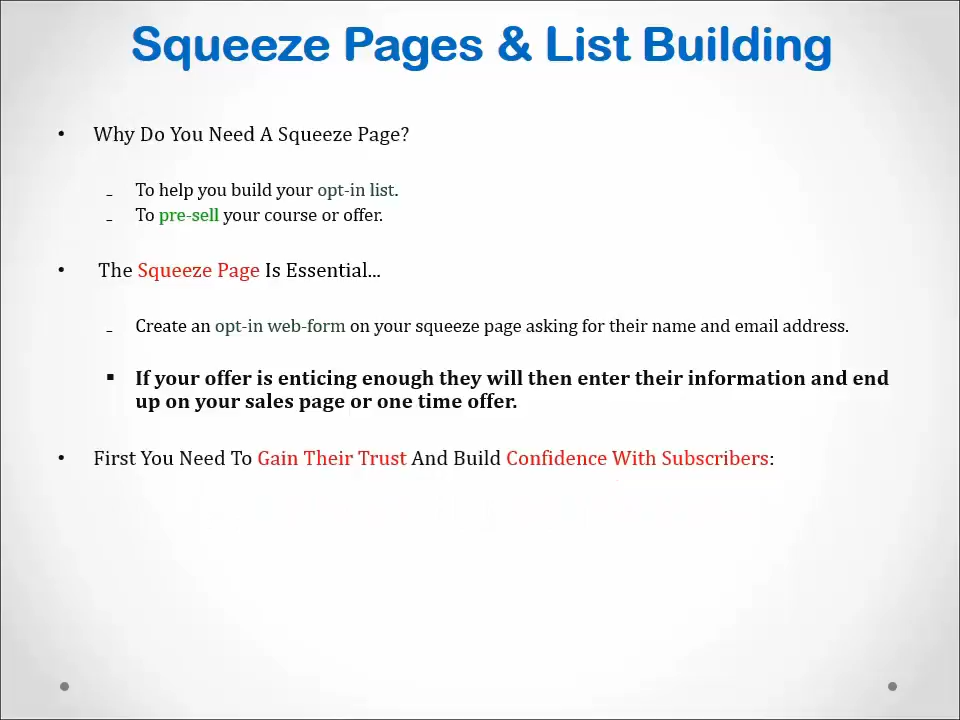 Squeeze Pages & List Building
• Why Do You Need A Squeeze Page?
– To help you build your opt-in list.
– To pre-sell your course or offer.
• The Squeeze Page Is Essential...
– Create an opt-in web-form on your squeeze page asking for their name and email address.
▪ If your offer is enticing enough they will then enter their information and end
up on your sales page or one time offer.
• First You Need To Gain Their Trust And Build Confidence With Subscribers: